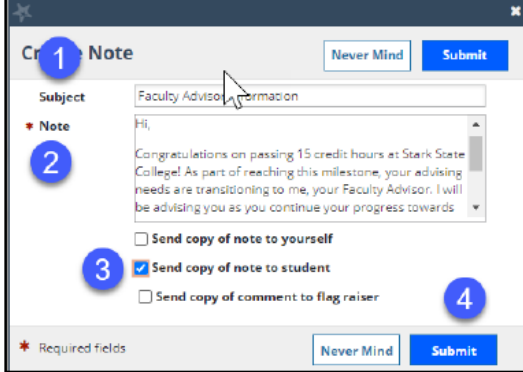 Create Note
Never Mind
Submit
1
Subject
Faculty Advisor Information
* Note
Hi,
2
Congratulations on passing 15 credit hours at Stark State
College! As part of reaching this milestone, your advising
needs are transitioning to me, your Faculty Advisor. I will
be advising you as you continue your progress towards
Send copy of note to yourself
3
Send copy of note to student
Send copy of comment to flag raiser
4
* Required fields
Never Mind
Submit